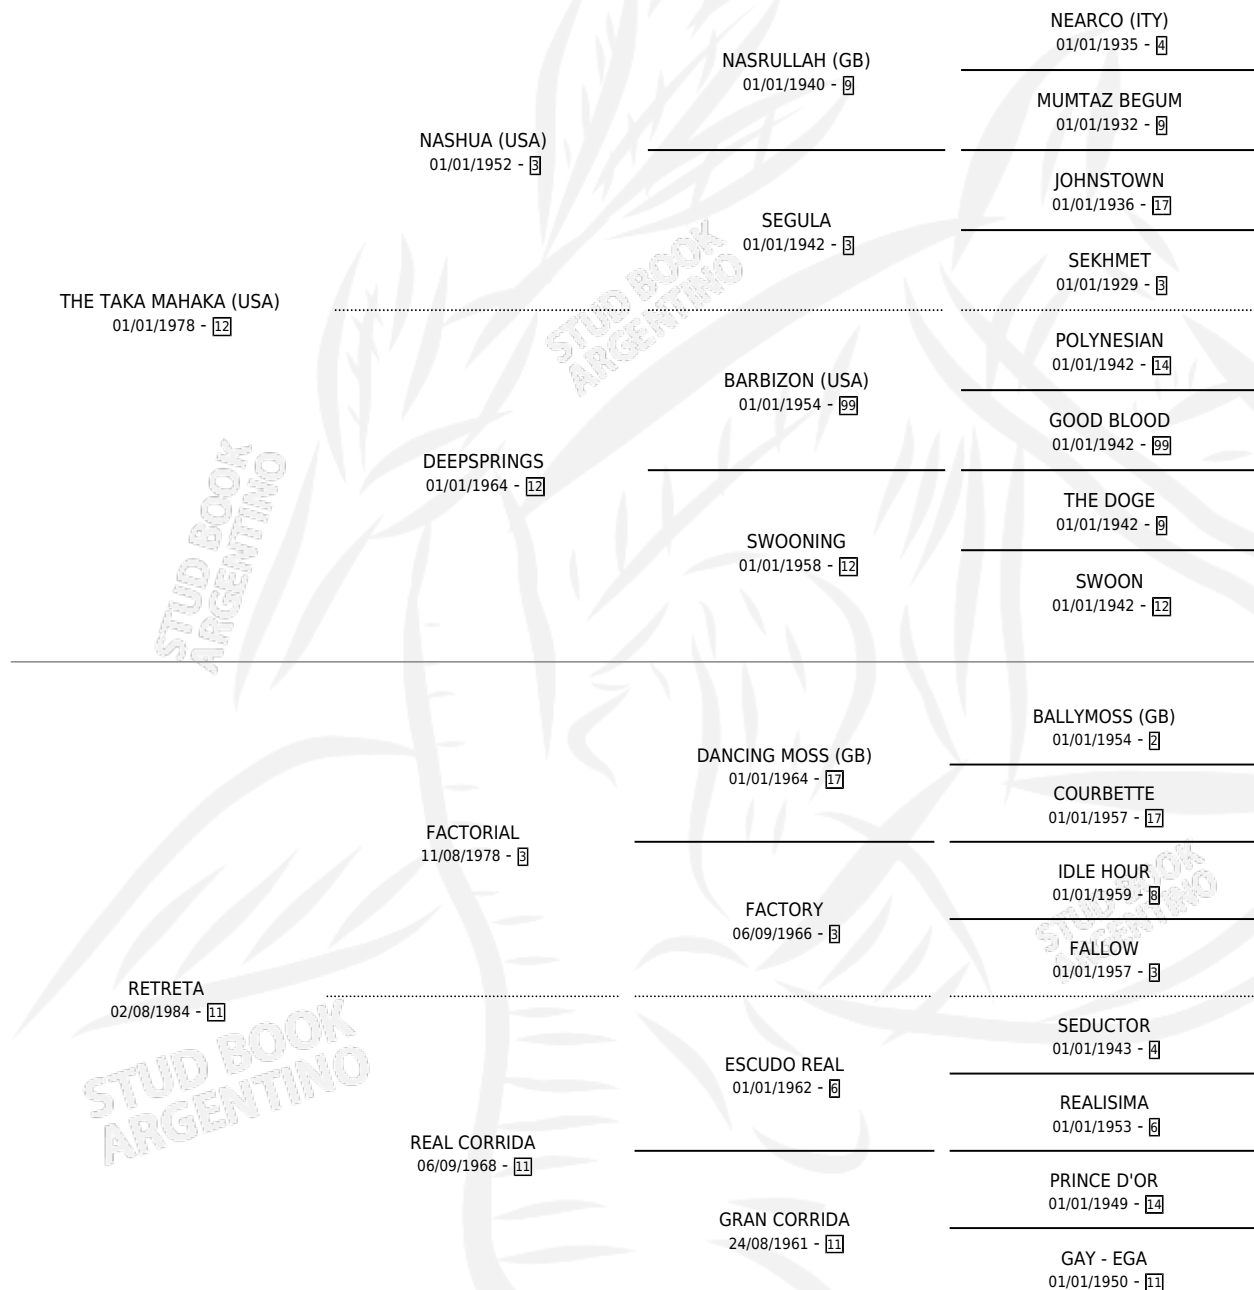 NEARCO (ITY)
01/01/1935 - 4
NASRULLAH (GB)
01/01/1940 - 9
MUMTAZ BEGUM
01/01/1932 - 9
NASHUA (USA)
01/01/1952 - 3
JOHNSTOWN
01/01/1936 - 17
SEGULA
01/01/1942 - 3
SEKHMET
01/01/1929 - 3
THE TAKA MAHAKA (USA)
01/01/1978 - 12
POLYNESIAN
01/01/1942 - 14
BARBIZON (USA)
01/01/1954 - 99
GOOD BLOOD
01/01/1942 - 99
DEEPSPRINGS
01/01/1964 - 12
THE DOGE
01/01/1942 - 9
SWOONING
01/01/1958 - 12
SWOON
01/01/1942 - 12
BALLYMOSS (GB)
01/01/1954 - 2
DANCING MOSS (GB)
01/01/1964 - 17
COURBETTE
01/01/1957 - 17
FACTORIAL
11/08/1978 - 3
IDLE HOUR
01/01/1959 - 8
FACTORY
06/09/1966 - 3
FALLOW
01/01/1957 - 3
RETRETA
02/08/1984 - 11
SEDUCTOR
01/01/1943 - 4
ESCUDO REAL
01/01/1962 - 6
REALISIMA
01/01/1953 - 6
REAL CORRIDA
06/09/1968 - 11
PRINCE D'OR
01/01/1949 - 14
GRAN CORRIDA
24/08/1961 - 11
GAY - EGA
01/01/1950 - 11
STUD BOOK
ARGENTINO
STUD BOOK
ARGENTINO
STUD BOOK
ARGENTINO
STUD BOOK
ARGENTINO